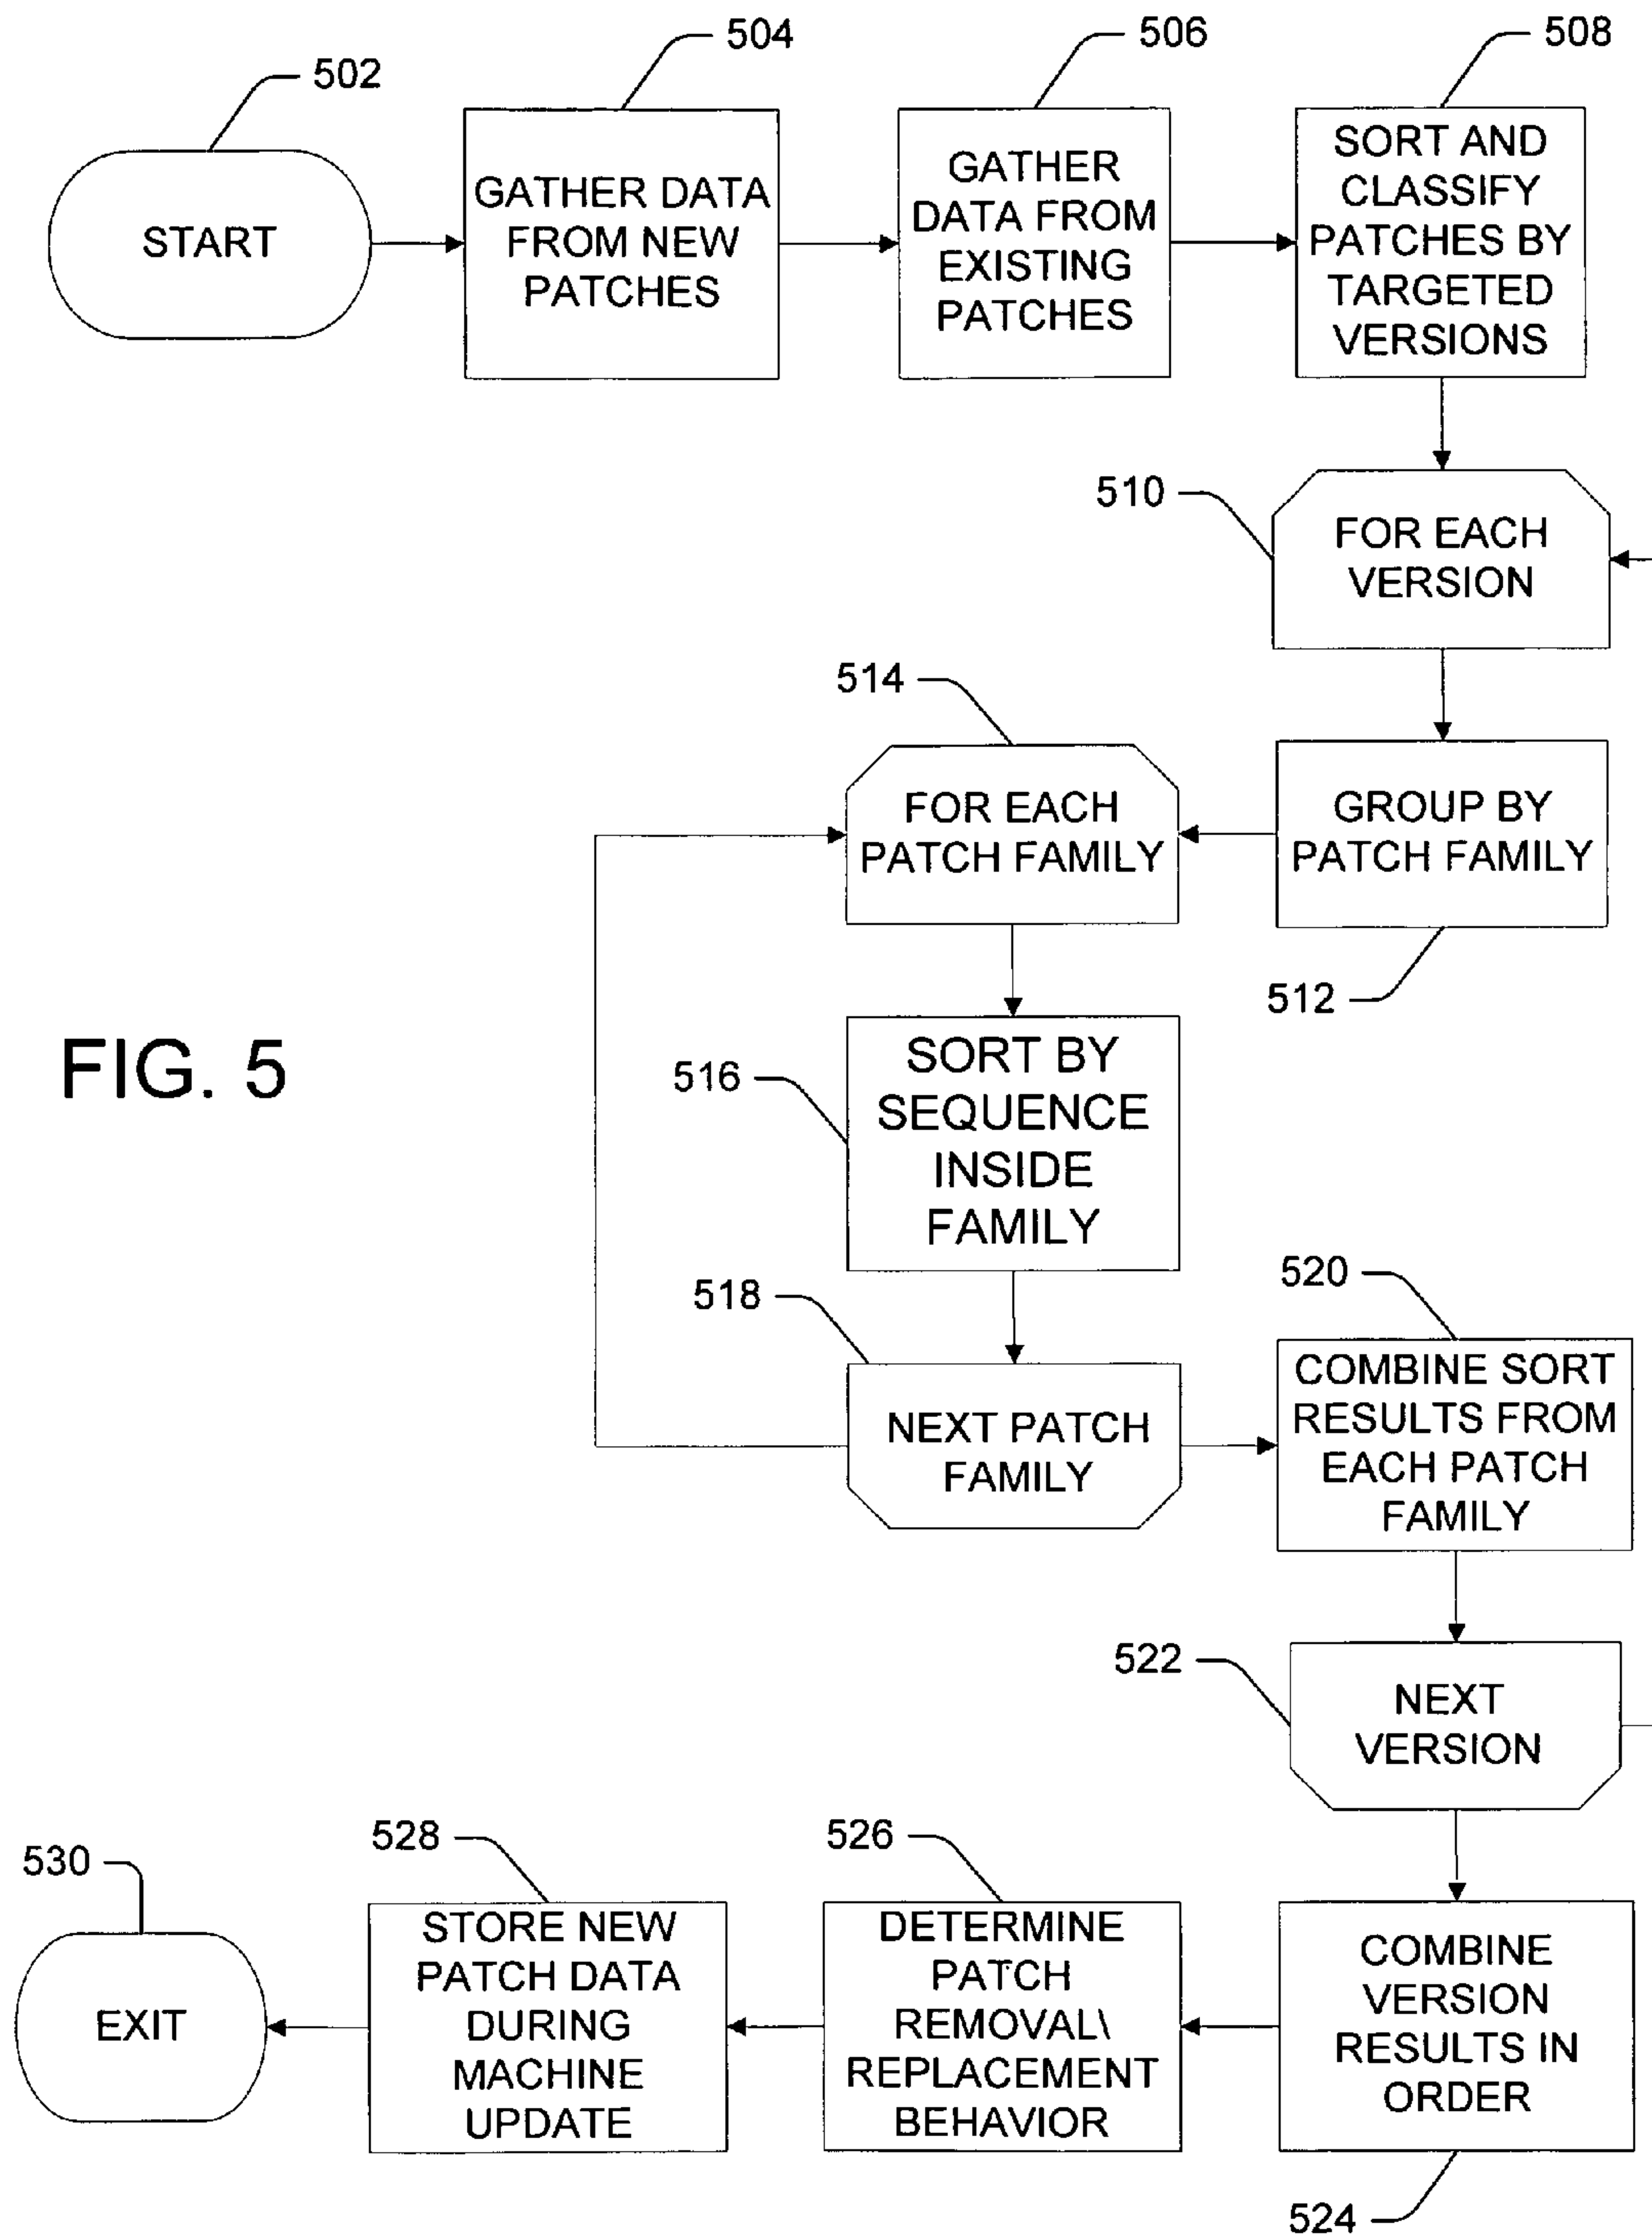 502
504
506
508
START
GATHER DATA
FROM NEW
PATCHES
GATHER
DATA FROM
EXISTING
PATCHES
SORT AND
CLASSIFY
PATCHES BY
TARGETED
VERSIONS
510
FOR EACH
VERSION
514
FOR EACH
PATCH FAMILY
GROUP BY
PATCH FAMILY
512
FIG. 5
516
SORT BY
SEQUENCE
INSIDE
FAMILY
518
NEXT PATCH
FAMILY
520
COMBINE SORT
RESULTS FROM
EACH PATCH
FAMILY
522
NEXT
VERSION
530
EXIT
528
STORE NEW
PATCH DATA
DURING
MACHINE
UPDATE
526
DETERMINE
PATCH
REMOVAL\
REPLACEMENT
BEHAVIOR
COMBINE
VERSION
RESULTS IN
ORDER
524